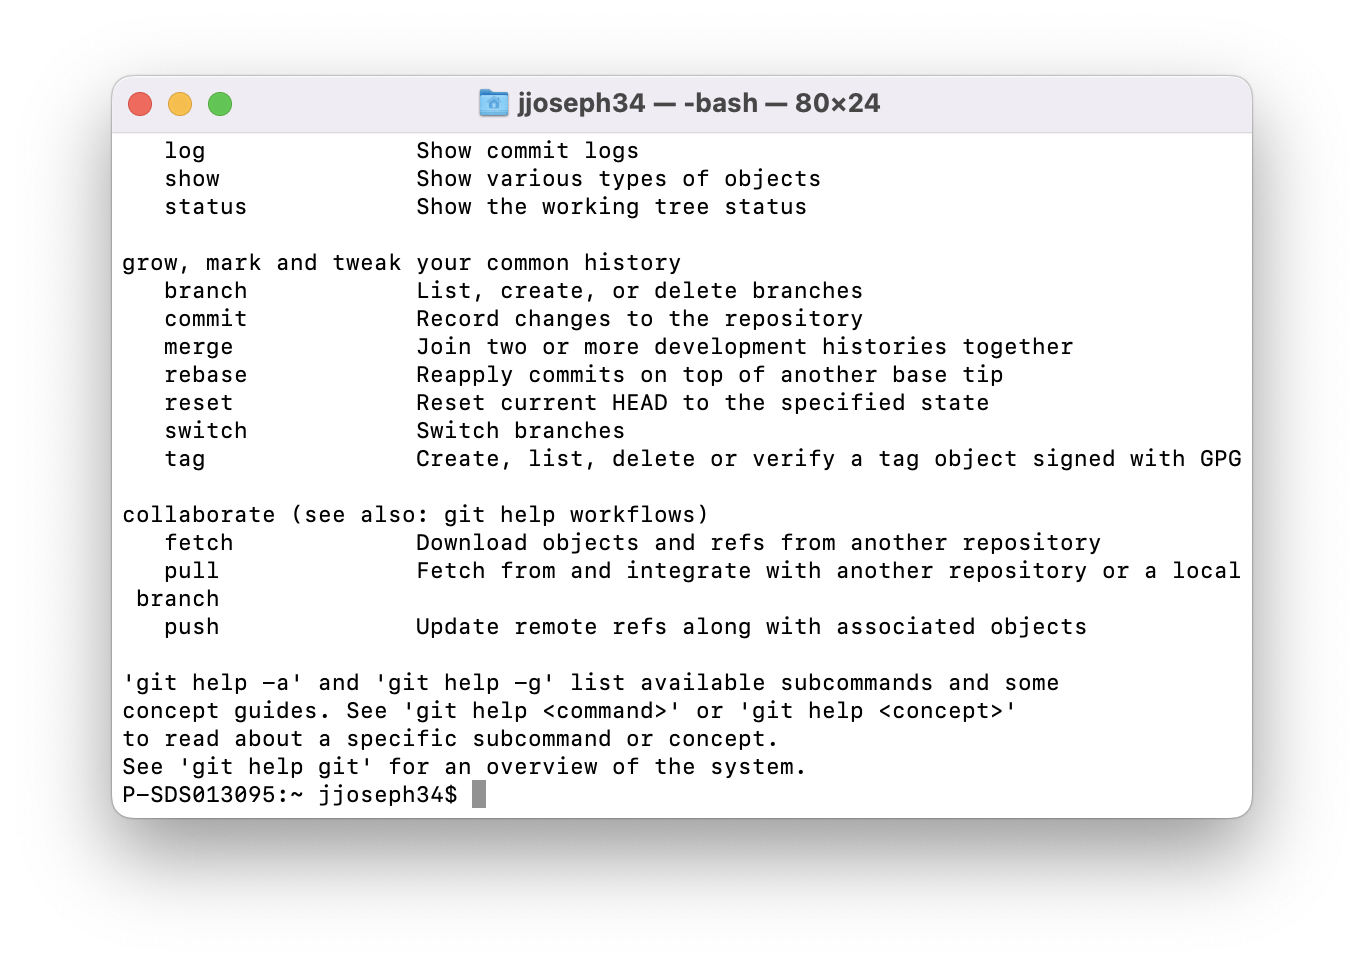 jjoseph34 — -bash — 80×24
log                  Show commit logs
show                 Show various types of objects
status               Show the working tree status
grow, mark and tweak your common history
branch               List, create, or delete branches
commit               Record changes to the repository
merge                Join two or more development histories together
rebase               Reapply commits on top of another base tip
reset                Reset current HEAD to the specified state
switch               Switch branches
tag                  Create, list, delete or verify a tag object signed with GPG
collaborate (see also: git help workflows)
fetch                Download objects and refs from another repository
pull                 Fetch from and integrate with another repository or a local
branch
push                 Update remote refs along with associated objects
'git help -a' and 'git help -g' list available subcommands and some
concept guides. See 'git help <command>' or 'git help <concept>'
to read about a specific subcommand or concept.
See 'git help git' for an overview of the system.
P-SDS013095:~ jjoseph34$